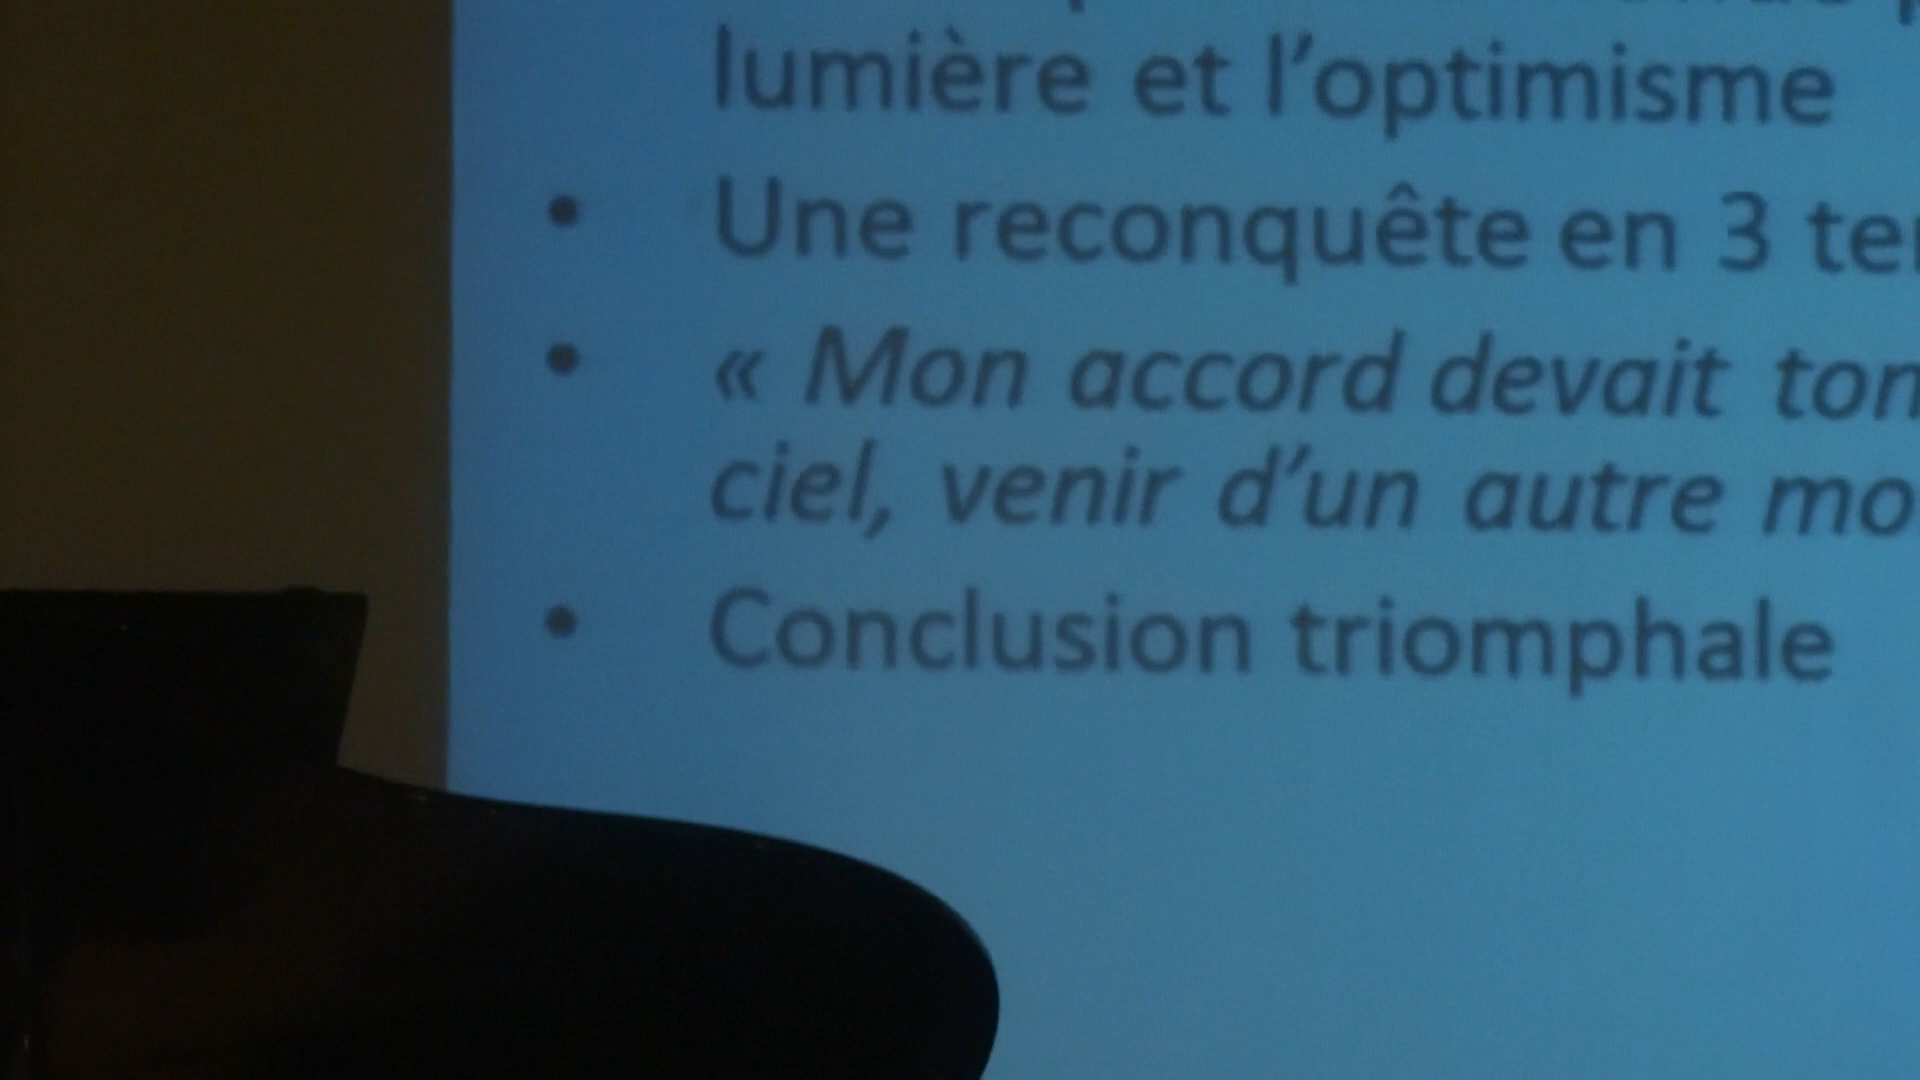 lumière et l’optimisme
• Une reconquête en 3
• « Mon accord devait
ciel, venir d’un autre
• Conclusion triomphale